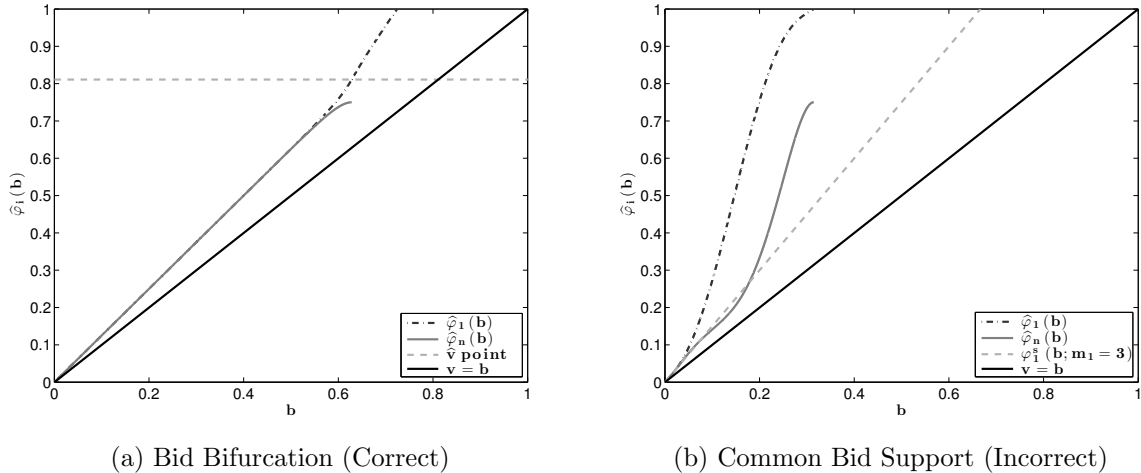 1
0.9
0.8
0.7
0.6
0.5
0.4
0.3
0.2
0.1
0
φ̂ᵢ(b)
0
0.2
0.4
0.6
0.8
1
b
φ̂₁(b)
φ̂ₙ(b)
v̂ point
v = b
(a) Bid Bifurcation (Correct)
1
0.9
0.8
0.7
0.6
0.5
0.4
0.3
0.2
0.1
0
φ̂ᵢ(b)
0
0.2
0.4
0.6
0.8
1
b
φ̂₁(b)
φ̂ₙ(b)
φ₁ˢ(b; m₁ = 3)
v = b
(b) Common Bid Support (Incorrect)